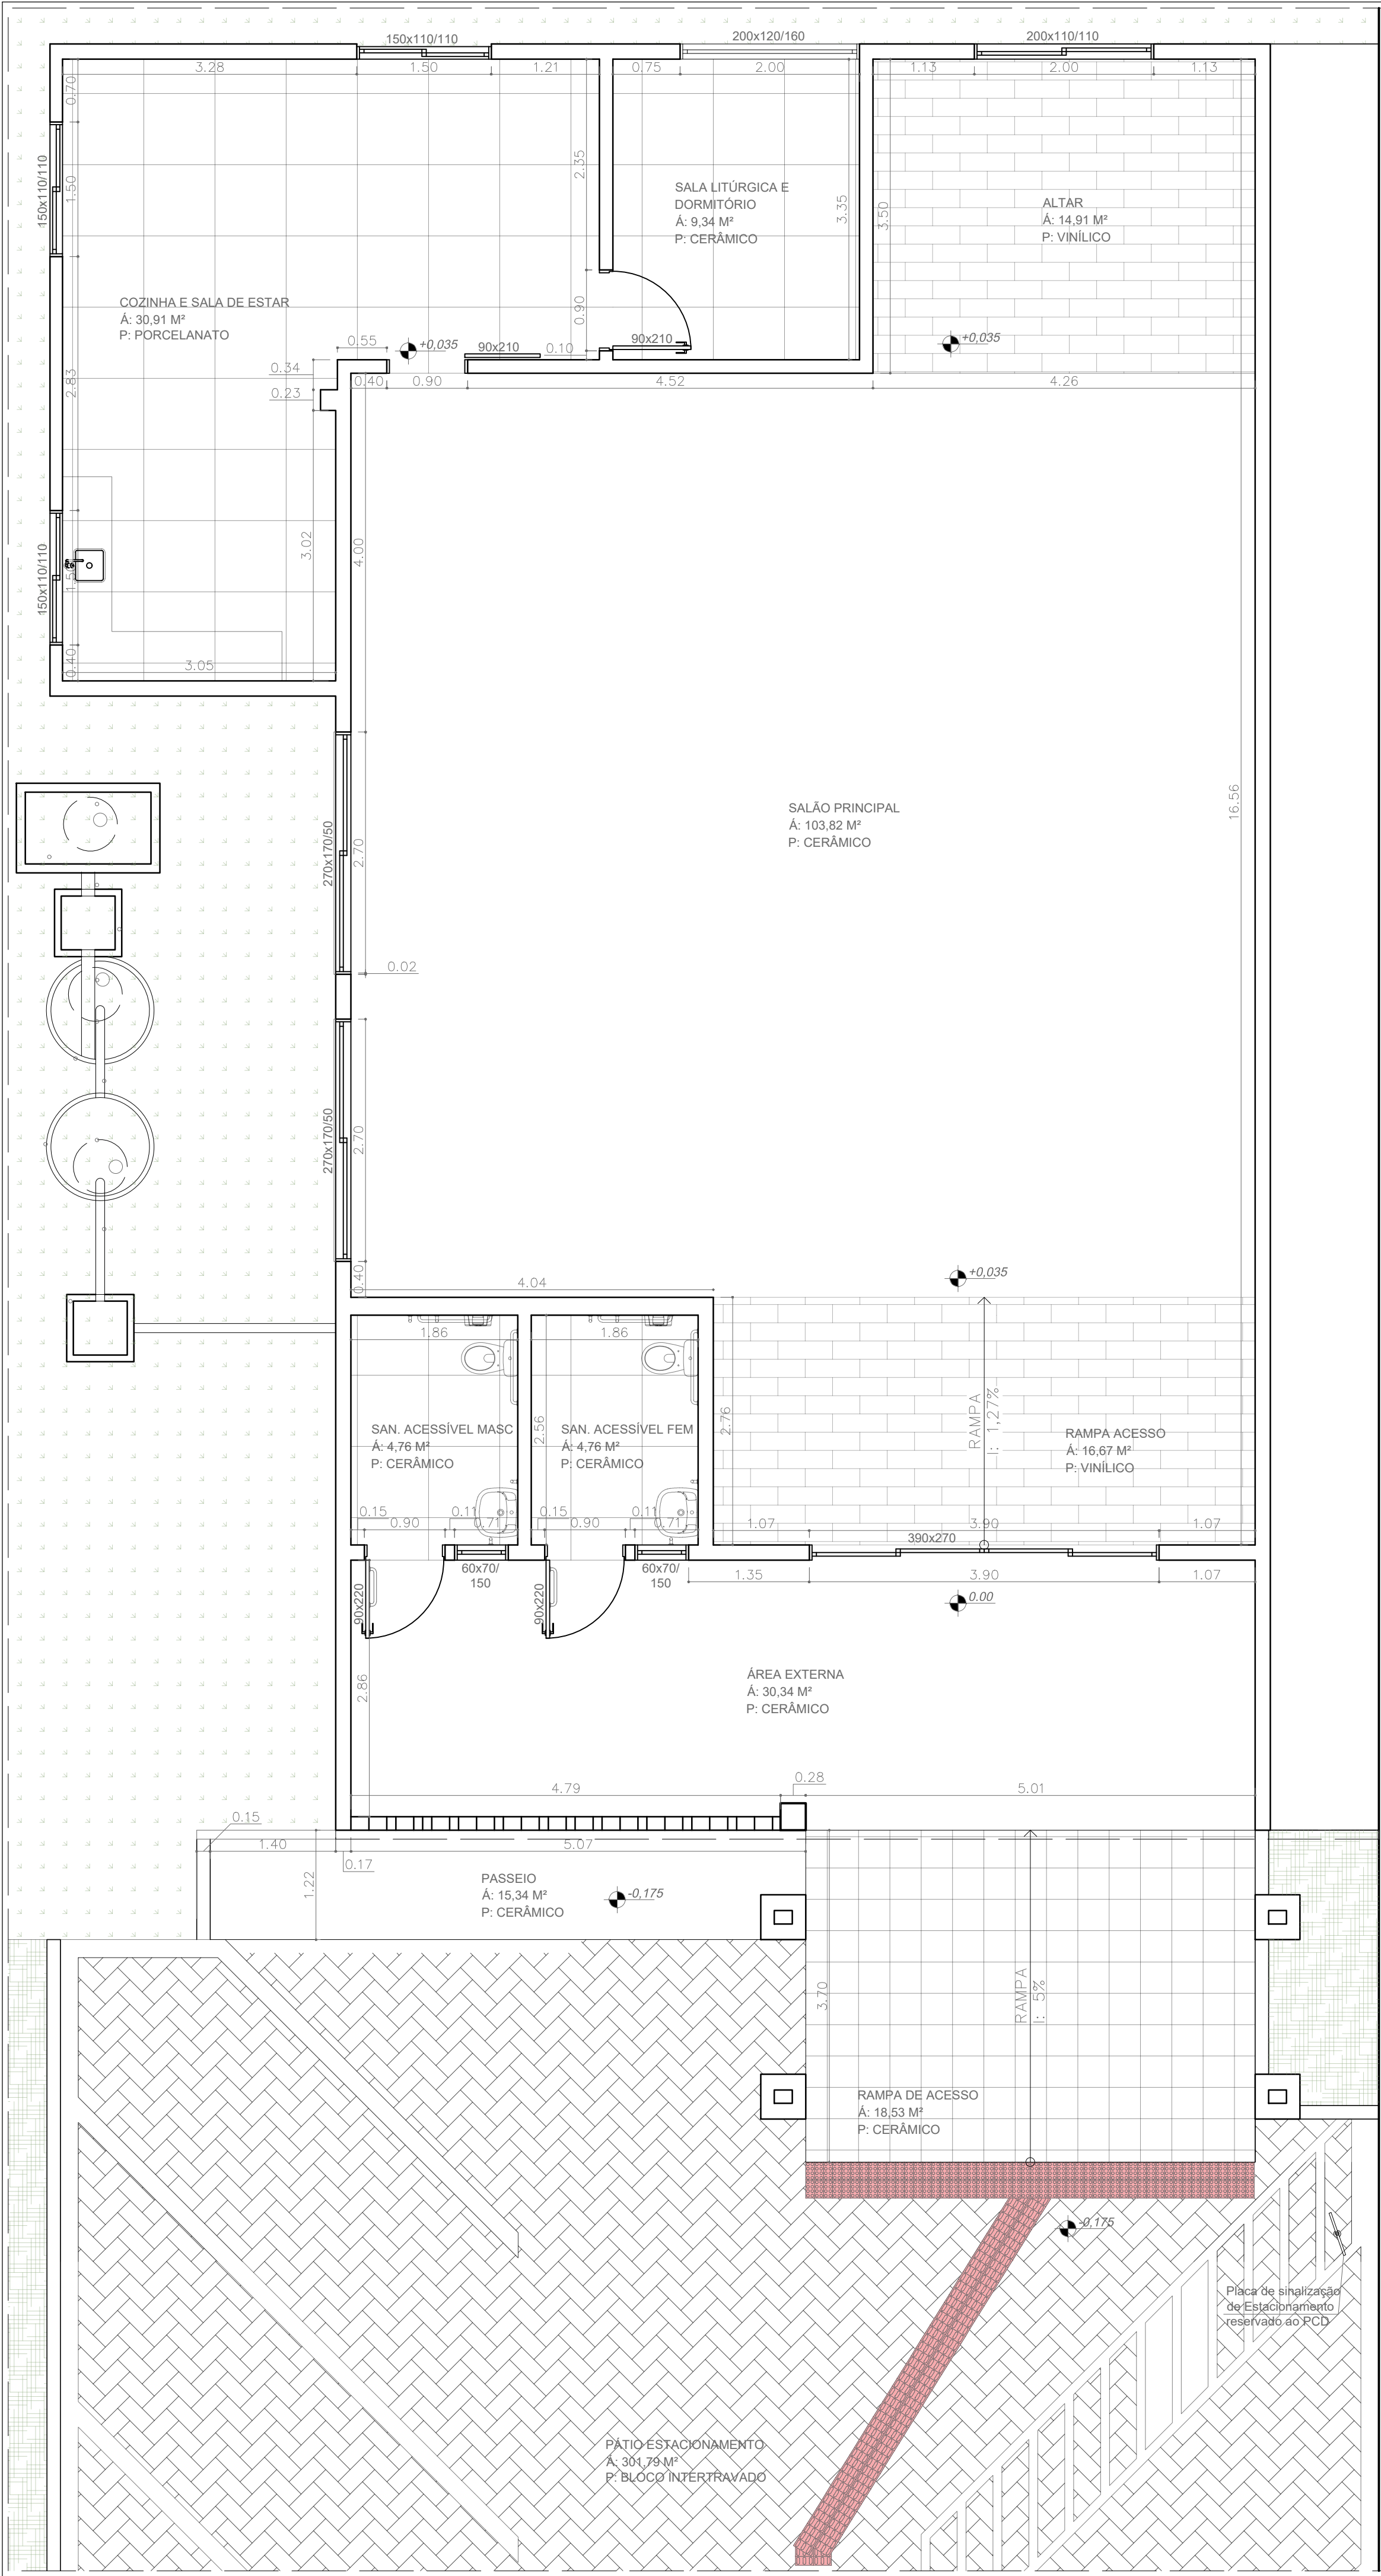 150x110/110
200x120/160
200x110/110
3.28
1.50
1.21
0.75
2.00
1.13
2.00
1.13
0.70
150x110/110
1.50
2.35
3.35
3.50
SALA LITÚRGICA E
DORMITÓRIO
Á: 9,34 M²
P: CERÂMICO
ALTAR
Á: 14,91 M²
P: VINÍLICO
COZINHA E SALA DE ESTAR
Á: 30,91 M²
P: PORCELANATO
0.90
0.55
+0,035
90x210
0.10
90x210
+0,035
0.34
2.83
0.23
0.40
0.90
4.52
4.26
3.02
4.00
150x110/110
1.50
0.40
3.05
SALÃO PRINCIPAL
Á: 103,82 M²
P: CERÂMICO
16.56
270x170/50
2.70
0.02
270x170/50
2.70
0.40
4.04
+0,035
1.86
1.86
2.56
2.76
SAN. ACESSÍVEL MASC
Á: 4,76 M²
P: CERÂMICO
SAN. ACESSÍVEL FEM
Á: 4,76 M²
P: CERÂMICO
RAMPA
I: 1,27%
RAMPA ACESSO
Á: 16,67 M²
P: VINÍLICO
0.15
0.90
0.11
0.71
0.15
0.90
0.11
0.71
1.07
3.90
1.07
390x270
60x70/
150
60x70/
150
90x220
90x220
1.35
3.90
1.07
0.00
2.86
ÁREA EXTERNA
Á: 30,34 M²
P: CERÂMICO
4.79
0.28
5.01
0.15
1.40
0.17
5.07
1.22
PASSEIO
Á: 15,34 M²
P: CERÂMICO
-0,175
3.70
RAMPA
I: 5%
RAMPA DE ACESSO
Á: 18,53 M²
P: CERÂMICO
-0,175
Placa de sinalização
de Estacionamento
reservado ao PCD
PÁTIO ESTACIONAMENTO
Á: 301,79 M²
P: BLOCO INTERTRAVADO